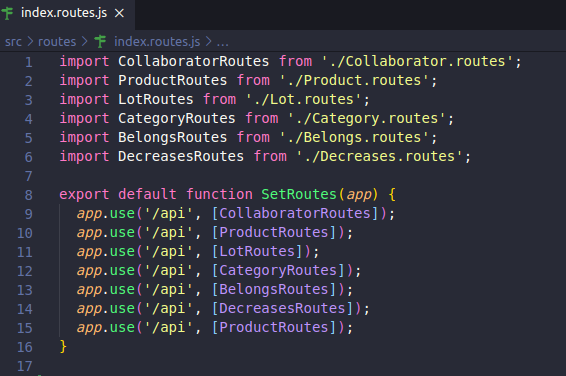 index.routes.js ×
src > routes > index.routes.js > ...
1 import CollaboratorRoutes from './Collaborator.routes';
2 import ProductRoutes from './Product.routes';
3 import LotRoutes from './Lot.routes';
4 import CategoryRoutes from './Category.routes';
5 import BelongsRoutes from './Belongs.routes';
6 import DecreasesRoutes from './Decreases.routes';
7
8 export default function SetRoutes(app) {
9   app.use('/api', [CollaboratorRoutes]);
10   app.use('/api', [ProductRoutes]);
11   app.use('/api', [LotRoutes]);
12   app.use('/api', [CategoryRoutes]);
13   app.use('/api', [BelongsRoutes]);
14   app.use('/api', [DecreasesRoutes]);
15   app.use('/api', [ProductRoutes]);
16 }
17